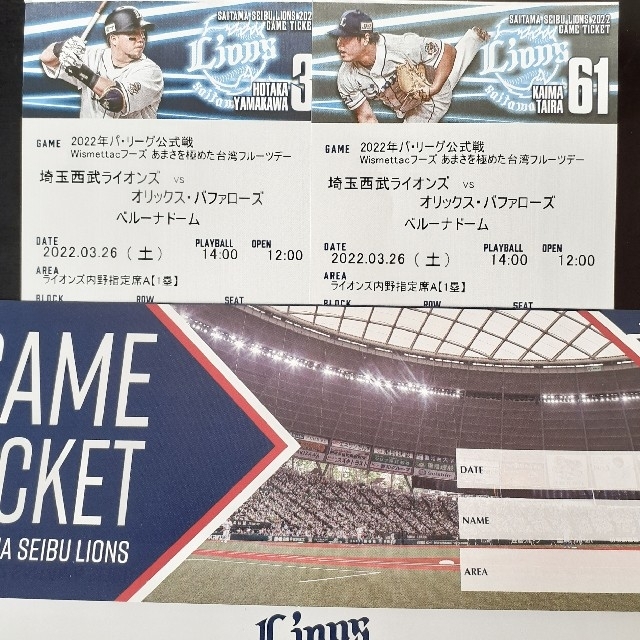 SAITAMA SEIBU LIONS 2022
GAME TICKET
Lions
Saitama
HOTAKA
YAMAKAWA
3
GAME 2022年パ・リーグ公式戦
Wismettacフーズ あまさを極めた台湾フルーツデー
埼玉西武ライオンズ vs
オリックス・バファローズ
ベルーナドーム
DATE PLAYBALL OPEN
2022.03.26（土） 14:00 12:00
AREA
ライオンズ内野指定席A【1塁】
BLOCK ROW SEAT
SAITAMA SEIBU LIONS 2022
GAME TICKET
Lions
Saitama
KAIMA
TAIRA
61
GAME 2022年パ・リーグ公式戦
Wismettacフーズ あまさを極めた台湾フルーツデー
埼玉西武ライオンズ vs
オリックス・バファローズ
ベルーナドーム
DATE PLAYBALL OPEN
2022.03.26（土） 14:00 12:00
AREA
ライオンズ内野指定席A【1塁】
BLOCK ROW SEAT
GAME
CKET
MA SEIBU LIONS
DATE
NAME
AREA
Lions